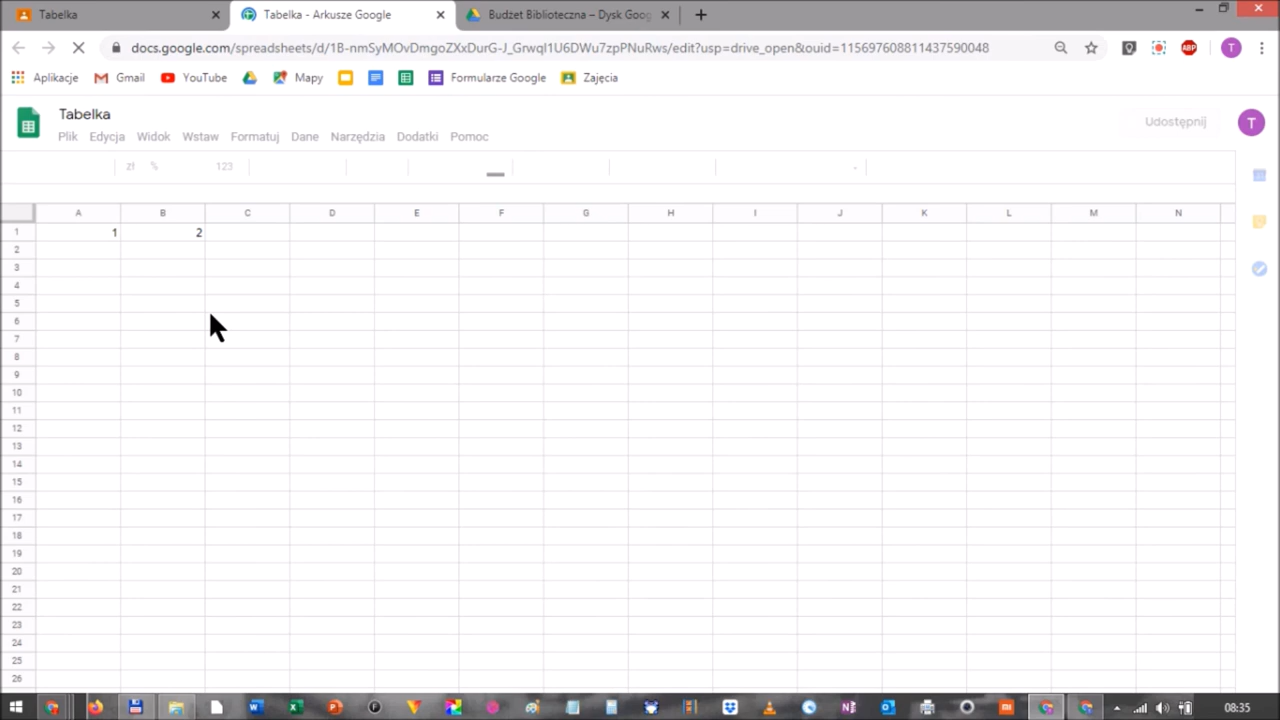 Tabelka
Tabelka - Arkusze Google
Budżet Biblioteczna – Dysk Goog
docs.google.com/spreadsheets/d/1B-nmSyMOvDmgoZXxDurG-J_GrwqI1U6DWu7zpPNuRws/edit?usp=drive_open&ouid=115697608811437590048
ABP
T
Aplikacje
Gmail
YouTube
Mapy
Formularze Google
Zajęcia
Tabelka
Plik Edycja Widok Wstaw Formatuj Dane Narzędzia Dodatki Pomoc
Udostępnij
T
zł % 123
A B C D E F G H I J K L M N
1 1 2
2
3
4
5
6
7
8
9
10
11
12
13
14
15
16
17
18
19
20
21
22
23
24
25
26
08:35